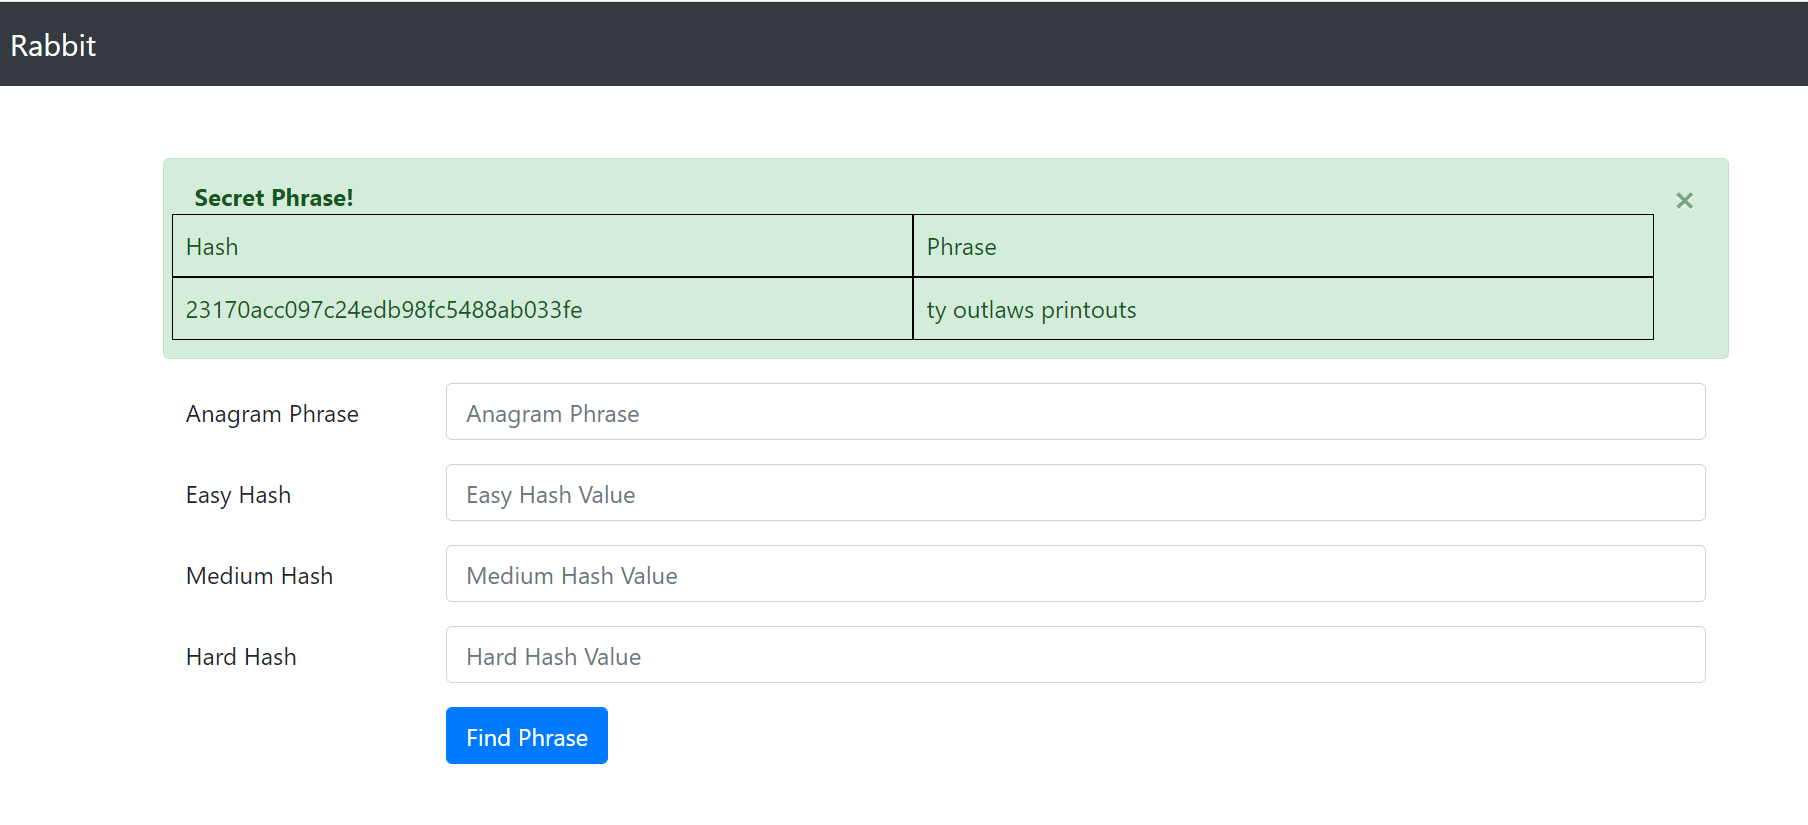 Rabbit
Secret Phrase!
×
Hash Phrase
23170acc097c24edb98fc5488ab033fe ty outlaws printouts
Anagram Phrase Anagram Phrase
Easy Hash Easy Hash Value
Medium Hash Medium Hash Value
Hard Hash Hard Hash Value
Find Phrase